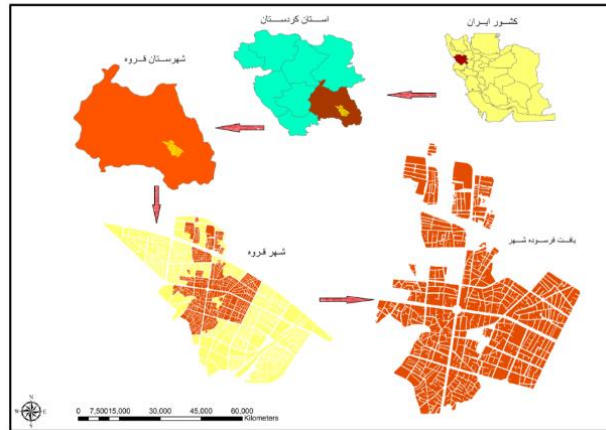 کشور ایران
استان کردستان
شهرستان قروه
شهر قروه
بافت فرسوده شهر
N
W
E
S
0 7,500 15,000 30,000 45,000 60,000
Kilometers